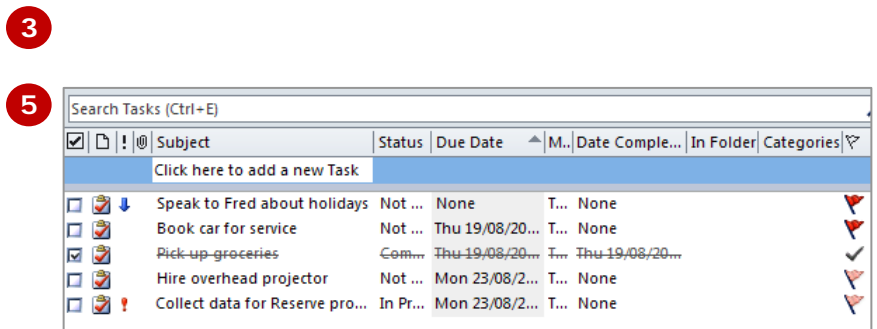 3
5
Search Tasks (Ctrl+E)
! Subject Status Due Date M.. Date Comple... In Folder Categories
Click here to add a new Task
Speak to Fred about holidays Not ... None T... None
Book car for service Not ... Thu 19/08/20... T... None
Pick up groceries Com... Thu 19/08/20... T... Thu 19/08/20...
Hire overhead projector Not ... Mon 23/08/2... T... None
! Collect data for Reserve pro... In Pr... Mon 23/08/2... T... None